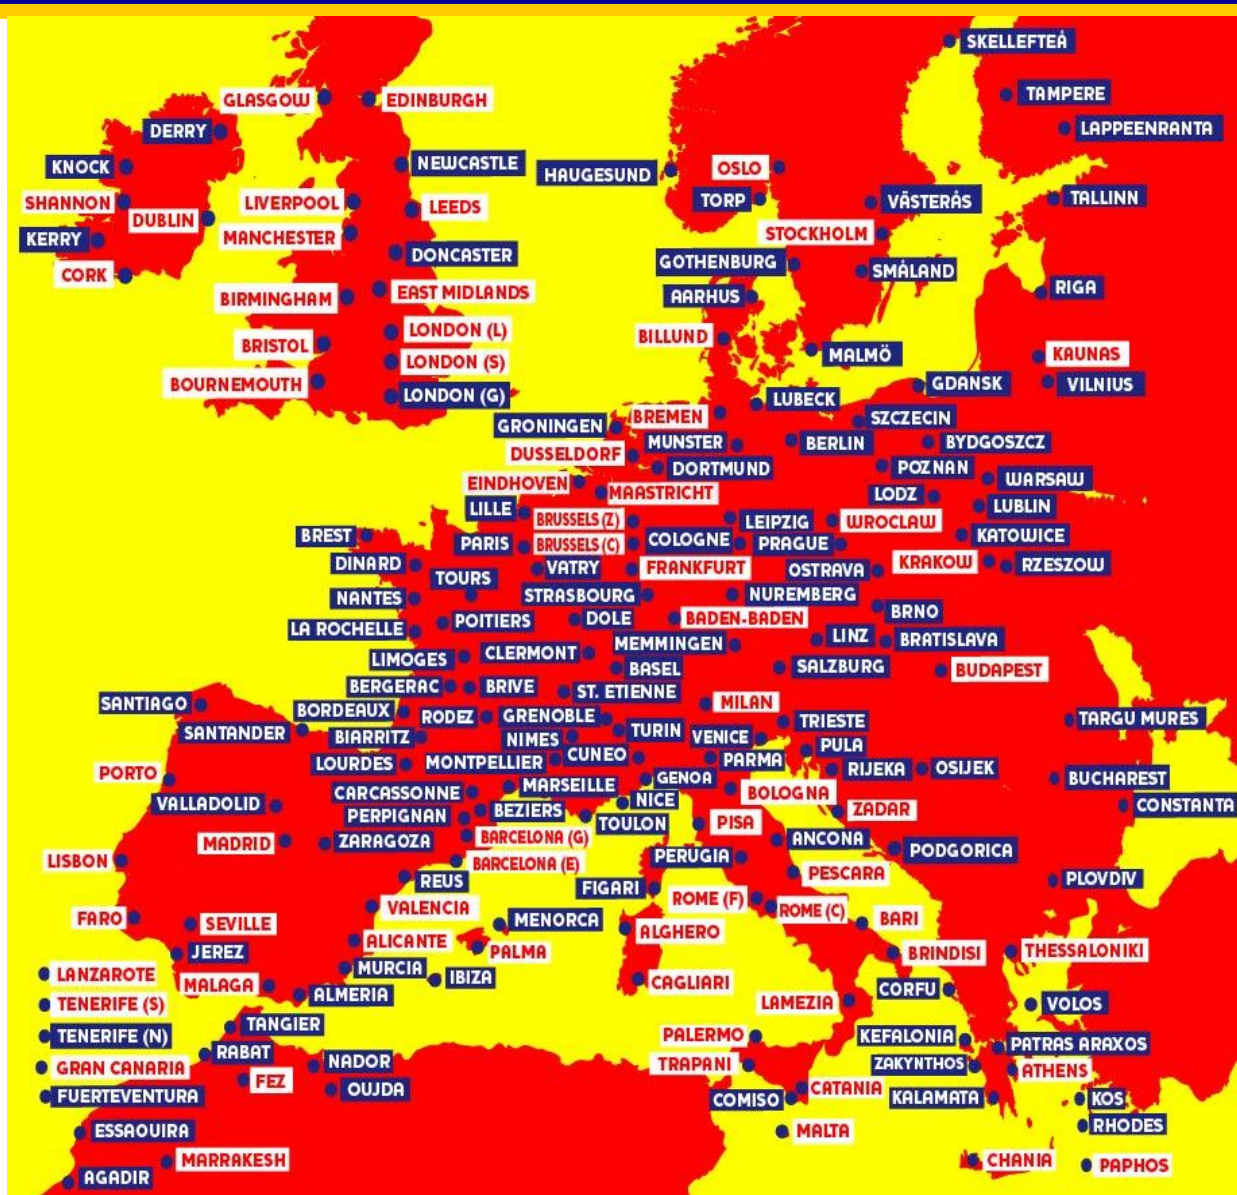 SKELLEFTEÅ
TAMPERE
GLASGOW
EDINBURGH
LAPPEENRANTA
DERRY
NEWCASTLE
KNOCK
HAUGESUND
OSLO
SHANNON
LIVERPOOL
LEEDS
TORP
VÄSTERÅS
TALLINN
DUBLIN
MANCHESTER
STOCKHOLM
KERRY
DONCASTER
GOTHENBURG
SMÅLAND
CORK
BIRMINGHAM
EAST MIDLANDS
AARHUS
RIGA
LONDON (L)
BILLUND
BRISTOL
LONDON (S)
MALMÖ
KAUNAS
BOURNEMOUTH
LONDON (G)
LUBECK
GDANSK
VILNIUS
GRONINGEN
BREMEN
SZCZECIN
MUNSTER
BERLIN
BYDGOSZCZ
DUSSELDORF
DORTMUND
POZNAN
WARSAW
EINDHOVEN
MAASTRICHT
LODZ
LUBLIN
LILLE
BRUSSELS (Z)
LEIPZIG
WROCLAW
BREST
PARIS
BRUSSELS (C)
COLOGNE
PRAGUE
KATOWICE
DINARD
TOURS
VATRY
FRANKFURT
OSTRAVA
KRAKOW
RZESZOW
NANTES
STRASBOURG
NUREMBERG
LA ROCHELLE
POITIERS
DOLE
BADEN-BADEN
BRNO
LIMOGES
CLERMONT
MEMMINGEN
LINZ
BRATISLAVA
BASEL
SALZBURG
BUDAPEST
BERGERAC
BRIVE
ST. ETIENNE
SANTIAGO
BORDEAUX
RODEZ
GRENOBLE
MILAN
TRIESTE
TARGU MURES
SANTANDER
BIARRITZ
NIMES
TURIN
VENICE
PULA
LOURDES
MONTPELLIER
CUNEO
PARMA
RIJEKA
OSIJEK
PORTO
CARCASSONNE
MARSEILLE
GENOA
BOLOGNA
BUCHAREST
VALLADOLID
PERPIGNAN
BEZIERS
NICE
ZADAR
CONSTANTA
MADRID
ZARAGOZA
BARCELONA (G)
TOULON
PISA
ANCONA
PODGORICA
LISBON
BARCELONA (E)
PERUGIA
PESCARA
REUS
FIGARI
PLOVDIV
FARO
SEVILLE
VALENCIA
MENORCA
ROME (F)
ROME (C)
BARI
JEREZ
ALICANTE
PALMA
ALGHERO
BRINDISI
THESSALONIKI
LANZAROTE
MALAGA
MURCIA
IBIZA
CAGLIARI
CORFU
TENERIFE (S)
ALMERIA
LAMEZIA
VOLOS
TENERIFE (N)
TANGIER
PALERMO
KEFALONIA
PATRAS ARAXOS
GRAN CANARIA
RABAT
NADOR
TRAPANI
ZAKYNTHOS
ATHENS
FUERTEVENTURA
FEZ
OUJDA
COMISO
CATANIA
KALAMATA
KOS
ESSAOUIRA
MALTA
RHODES
MARRAKESH
CHANIA
PAPHOS
AGADIR